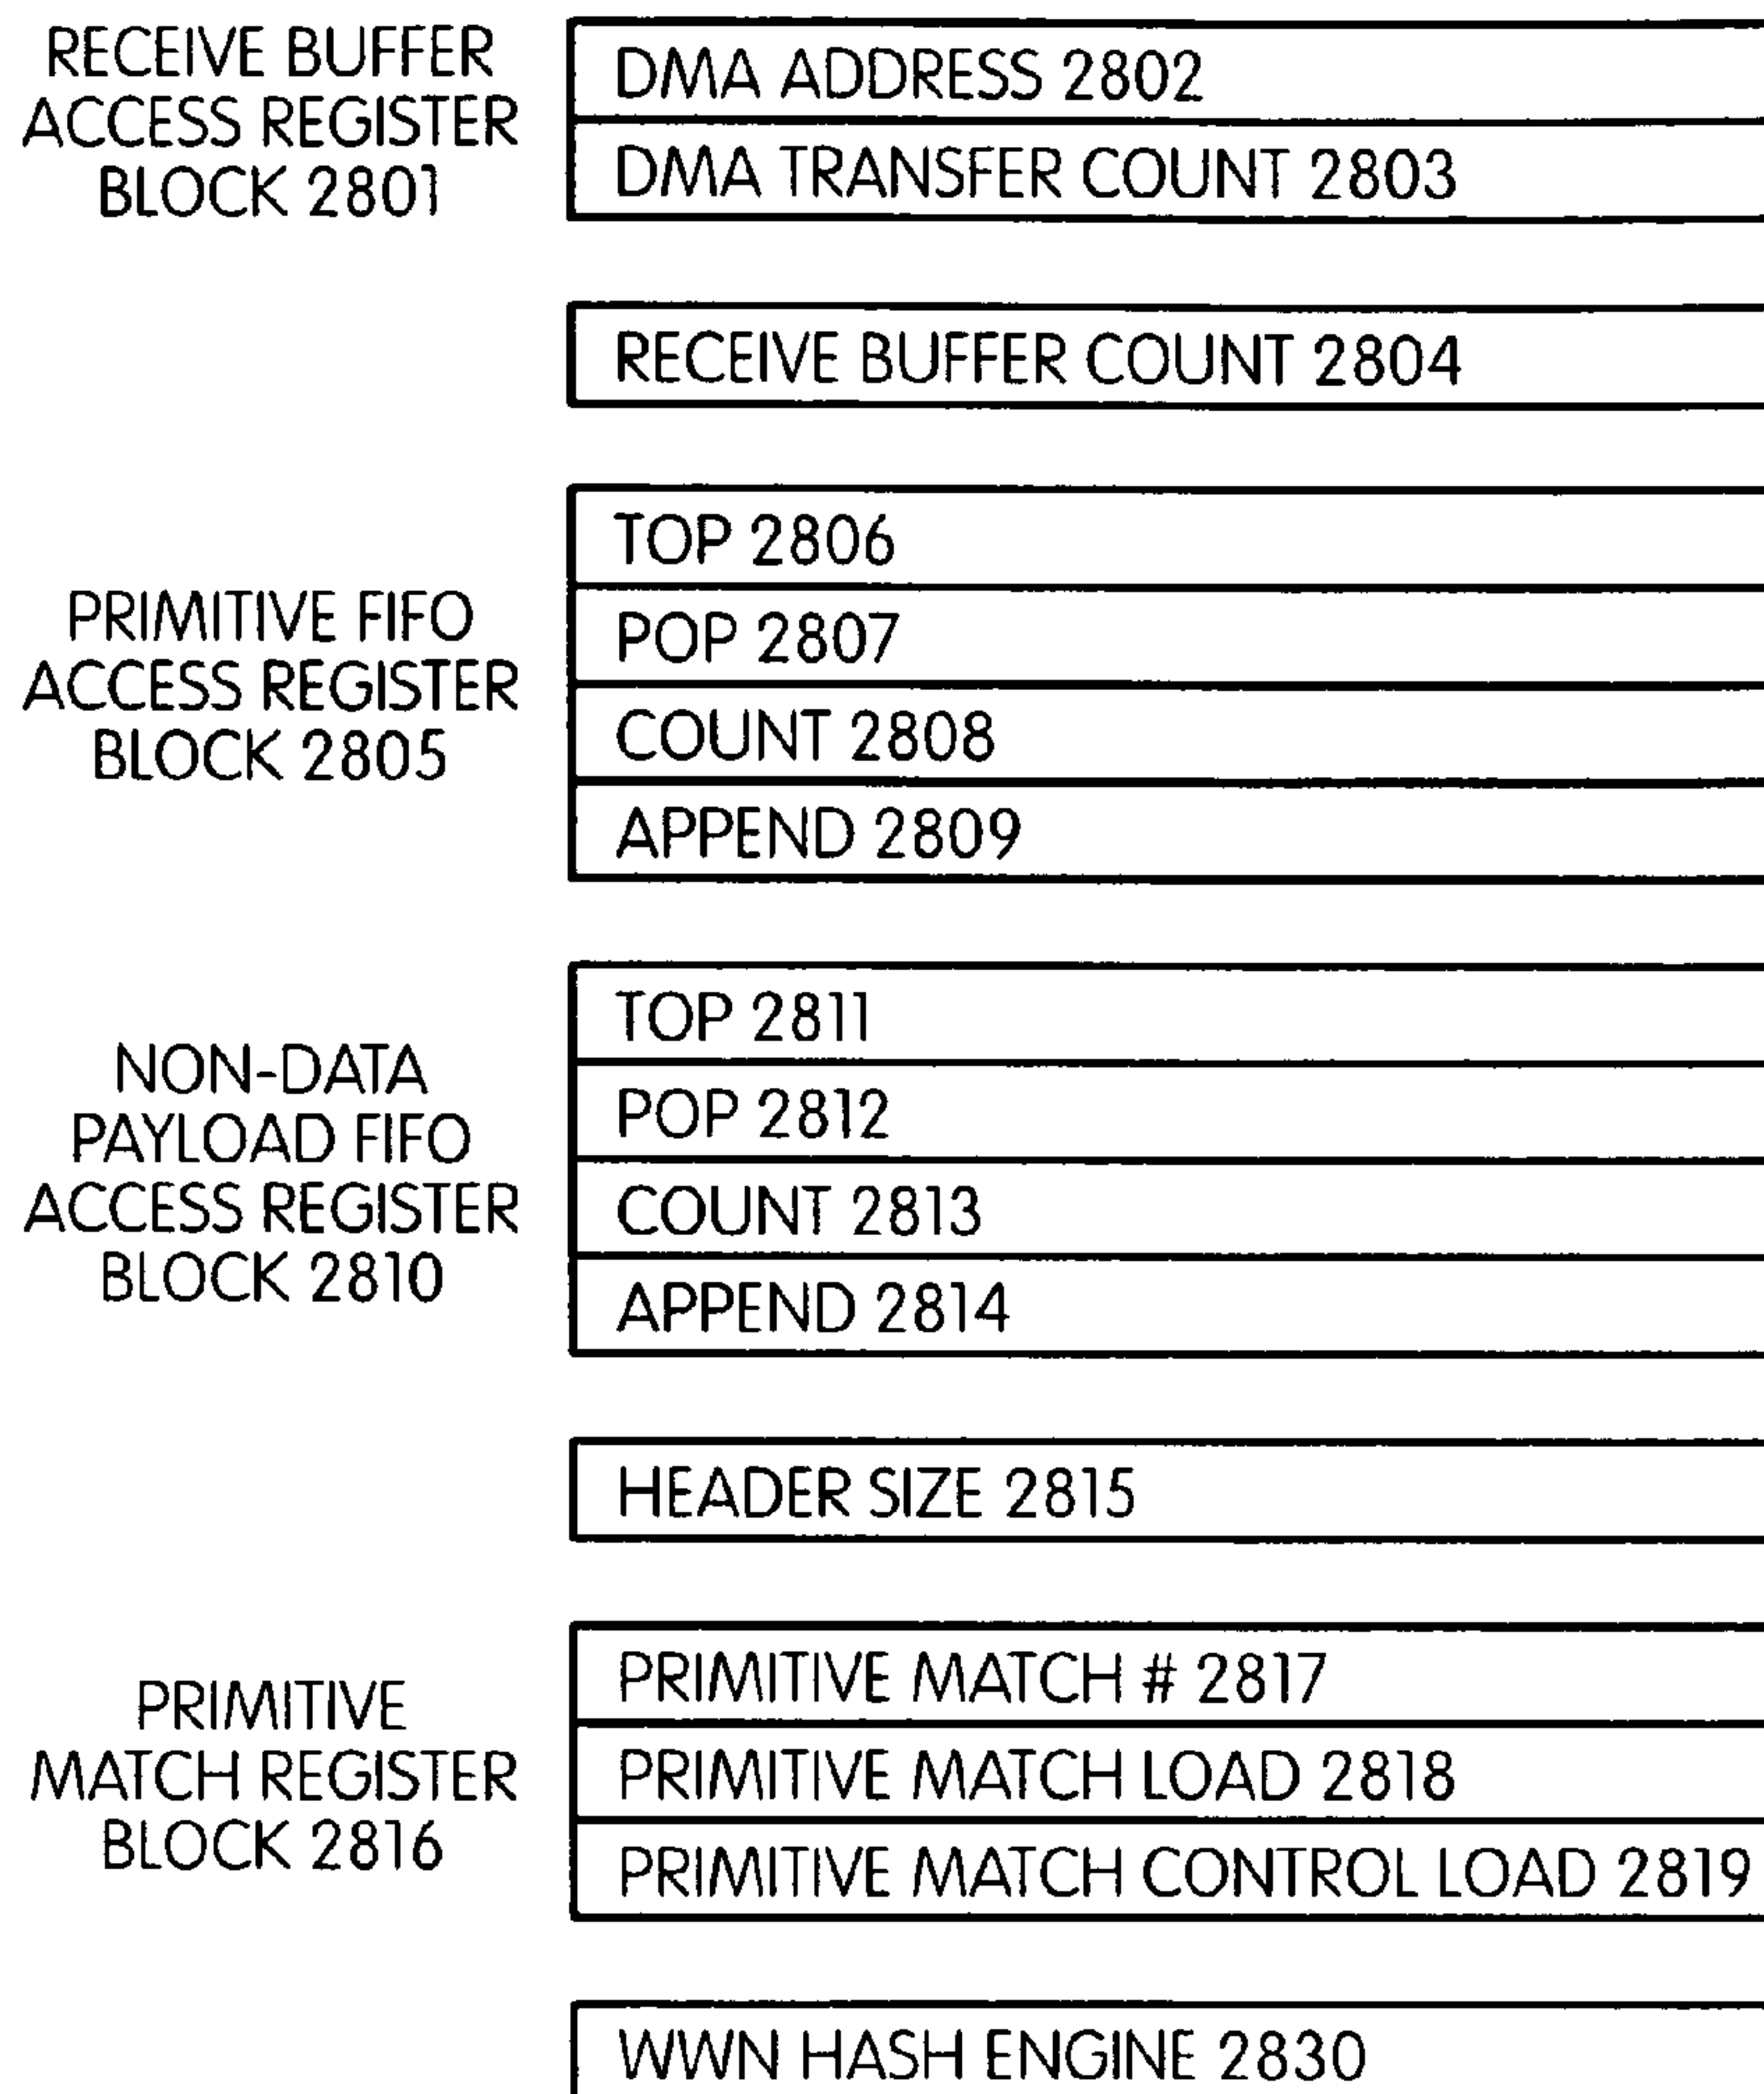 RECEIVE BUFFER
ACCESS REGISTER
BLOCK 2801
DMA ADDRESS 2802
DMA TRANSFER COUNT 2803
RECEIVE BUFFER COUNT 2804
PRIMITIVE FIFO
ACCESS REGISTER
BLOCK 2805
TOP 2806
POP 2807
COUNT 2808
APPEND 2809
NON-DATA
PAYLOAD FIFO
ACCESS REGISTER
BLOCK 2810
TOP 2811
POP 2812
COUNT 2813
APPEND 2814
HEADER SIZE 2815
PRIMITIVE
MATCH REGISTER
BLOCK 2816
PRIMITIVE MATCH # 2817
PRIMITIVE MATCH LOAD 2818
PRIMITIVE MATCH CONTROL LOAD 2819
WWN HASH ENGINE 2830